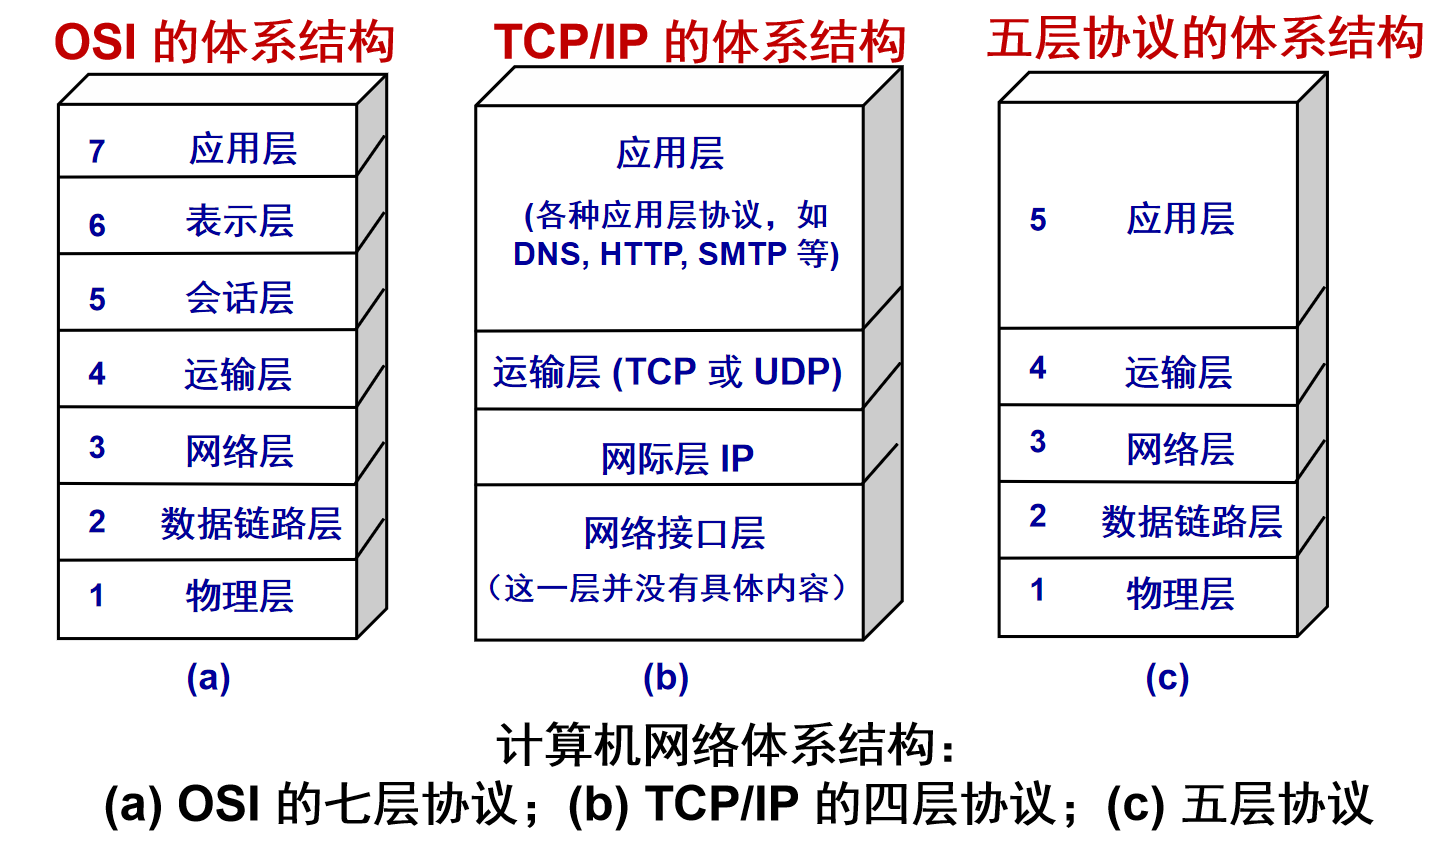 OSI 的体系结构
7 应用层
6 表示层
5 会话层
4 运输层
3 网络层
2 数据链路层
1 物理层
(a)
TCP/IP 的体系结构
应用层
(各种应用层协议，如
DNS, HTTP, SMTP 等)
运输层 (TCP 或 UDP)
网际层 IP
网络接口层
（这一层并没有具体内容）
(b)
五层协议的体系结构
5 应用层
4 运输层
3 网络层
2 数据链路层
1 物理层
(c)
计算机网络体系结构：
(a) OSI 的七层协议；(b) TCP/IP 的四层协议；(c) 五层协议